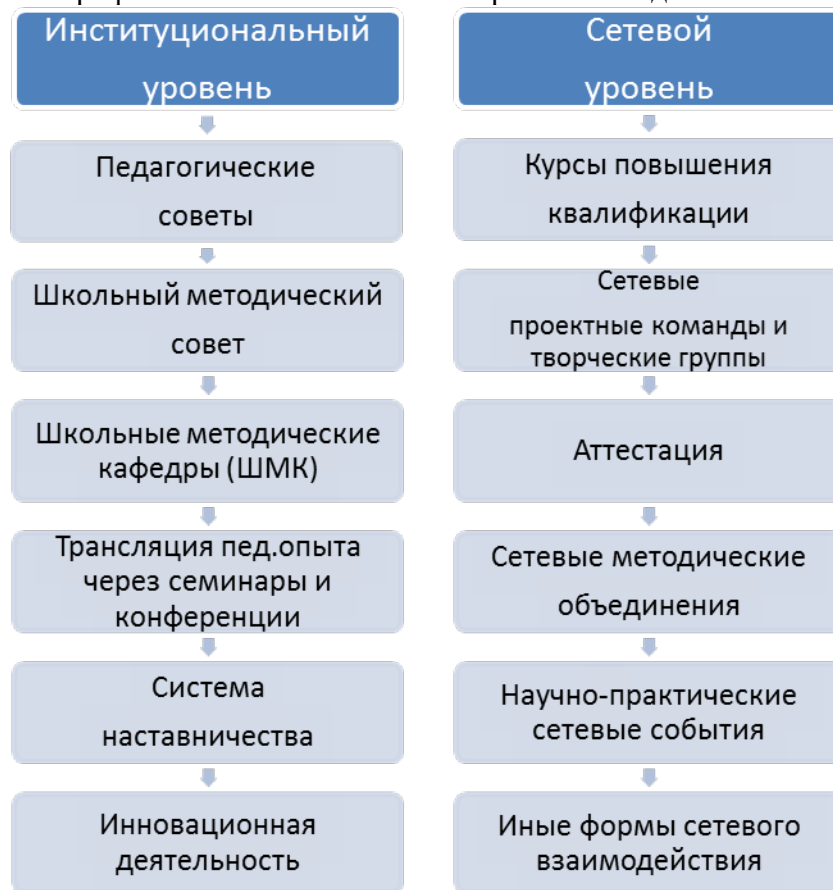 Институциональный
уровень
Педагогические
советы
Школьный методический
совет
Школьные методические
кафедры (ШМК)
Трансляция пед.опыта
через семинары и
конференции
Система
наставничества
Инновационная
деятельность
Сетевой
уровень
Курсы повышения
квалификации
Сетевые
проектные команды и
творческие группы
Аттестация
Сетевые методические
объединения
Научно-практические
сетевые события
Иные формы сетевого
взаимодействия